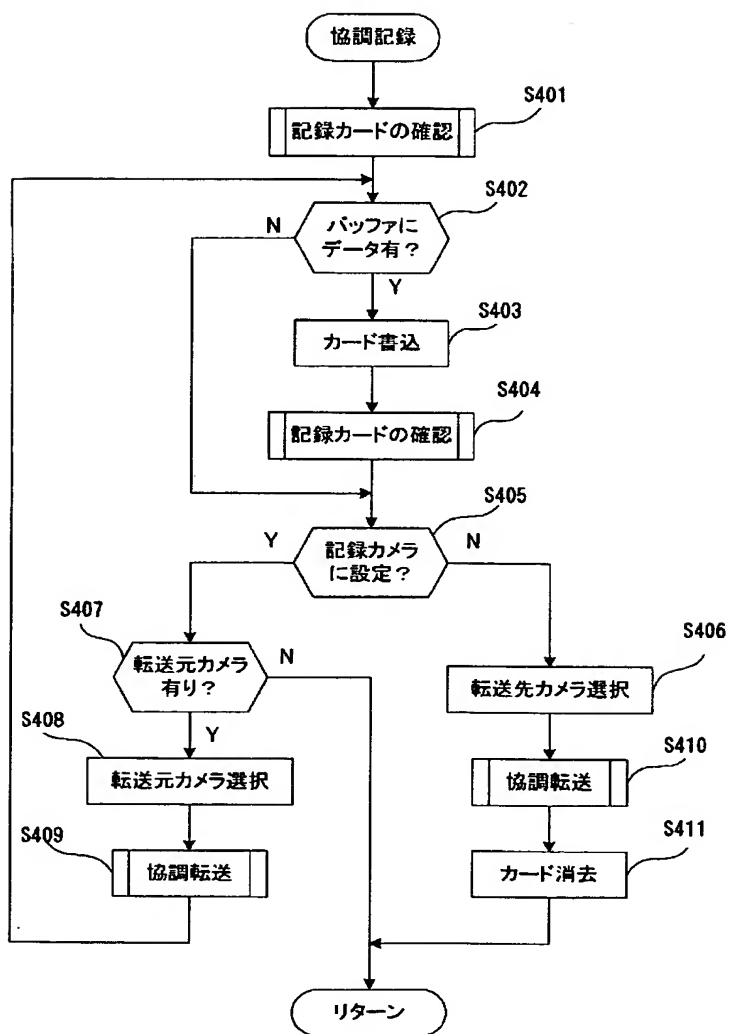 協調記録
S401
記録カードの確認
S402
N
バッファに
データ有？
Y
S403
カード書込
S404
記録カードの確認
S405
Y
記録カメラ
に設定？
N
S407
転送元カメラ
有り？
N
S406
転送先カメラ選択
S408
Y
転送元カメラ選択
S410
協調転送
S409
協調転送
S411
カード消去
リターン